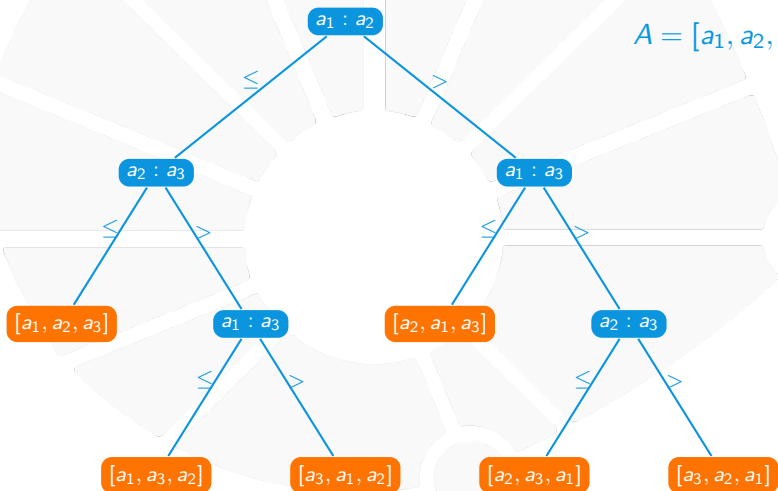 a₁ : a₂
A = [a₁, a₂,
≤ >
a₂ : a₃ a₁ : a₃
≤ > ≤ >
[a₁, a₂, a₃] a₁ : a₃ [a₂, a₁, a₃] a₂ : a₃
≤ > ≤ >
[a₁, a₃, a₂] [a₃, a₁, a₂] [a₂, a₃, a₁] [a₃, a₂, a₁]